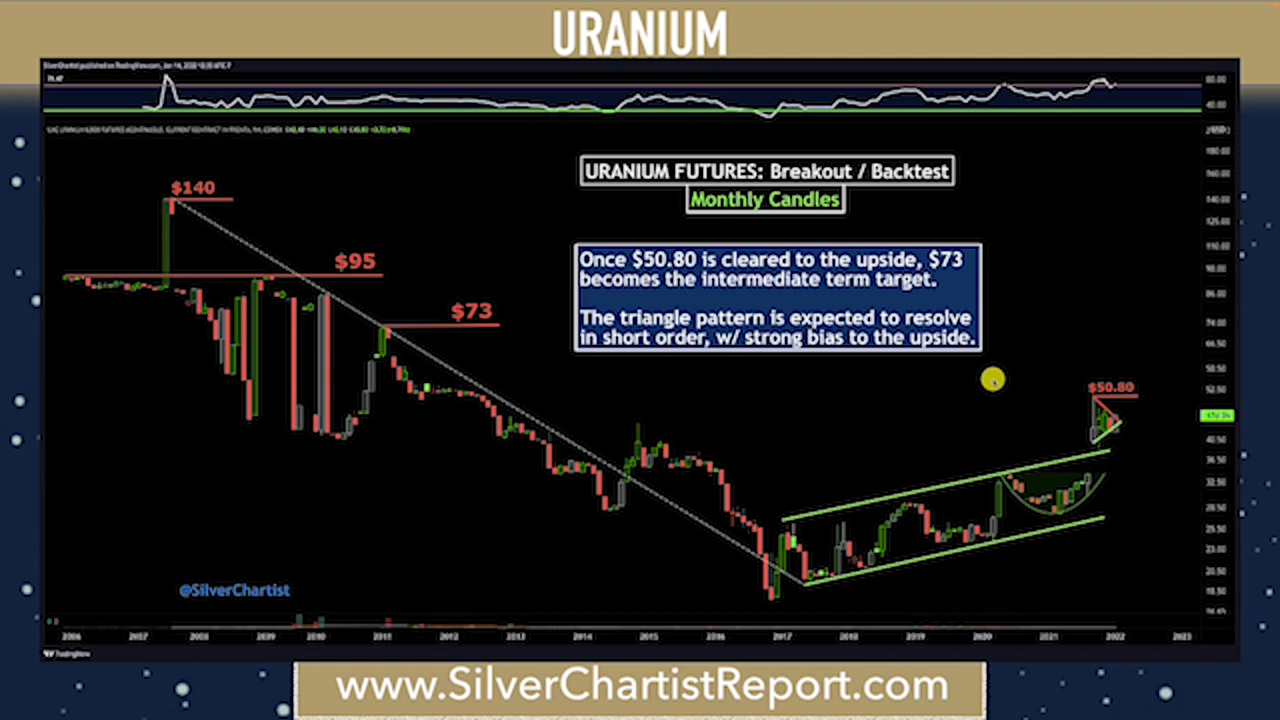 URANIUM
$140
URANIUM FUTURES: Breakout / Backtest
Monthly Candles
$95
Once $50.80 is cleared to the upside, $73
becomes the intermediate term target.
$73
The triangle pattern is expected to resolve
in short order, w/ strong bias to the upside.
$50.80
@SilverChartist
2006 2007 2008 2009 2010 2011 2012 2013 2014 2015 2016 2017 2018 2019 2020 2021 2022 2023
TradingView
www.SilverChartistReport.com